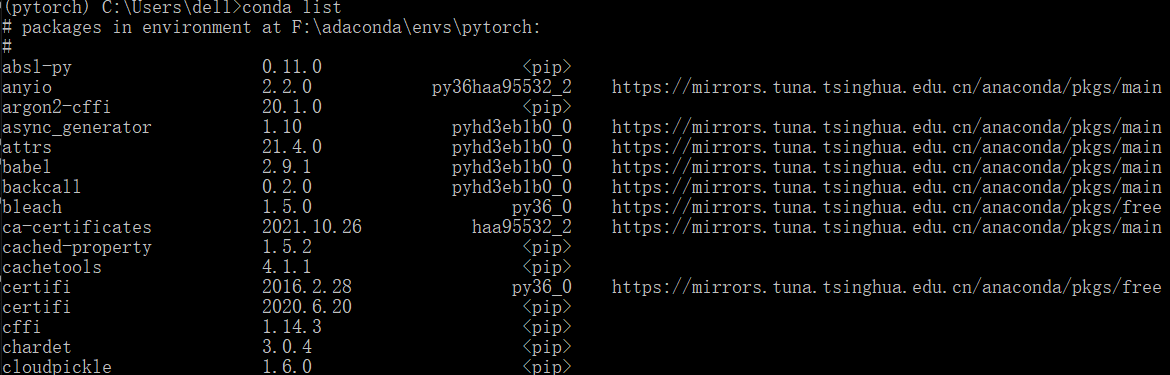 (pytorch) C:\Users\dell>conda list
# packages in environment at F:\adaconda\envs\pytorch:
#
absl-py 0.11.0 <pip>
anyio 2.2.0 py36haa95532_2 https://mirrors.tuna.tsinghua.edu.cn/anaconda/pkgs/main
argon2-cffi 20.1.0 <pip>
async_generator 1.10 pyhd3eb1b0_0 https://mirrors.tuna.tsinghua.edu.cn/anaconda/pkgs/main
attrs 21.4.0 pyhd3eb1b0_0 https://mirrors.tuna.tsinghua.edu.cn/anaconda/pkgs/main
babel 2.9.1 pyhd3eb1b0_0 https://mirrors.tuna.tsinghua.edu.cn/anaconda/pkgs/main
backcall 0.2.0 pyhd3eb1b0_0 https://mirrors.tuna.tsinghua.edu.cn/anaconda/pkgs/main
bleach 1.5.0 py36_0 https://mirrors.tuna.tsinghua.edu.cn/anaconda/pkgs/free
ca-certificates 2021.10.26 haa95532_2 https://mirrors.tuna.tsinghua.edu.cn/anaconda/pkgs/main
cached-property 1.5.2 <pip>
cachetools 4.1.1 <pip>
certifi 2016.2.28 py36_0 https://mirrors.tuna.tsinghua.edu.cn/anaconda/pkgs/free
certifi 2020.6.20 <pip>
cffi 1.14.3 <pip>
chardet 3.0.4 <pip>
cloudpickle 1.6.0 <pip>